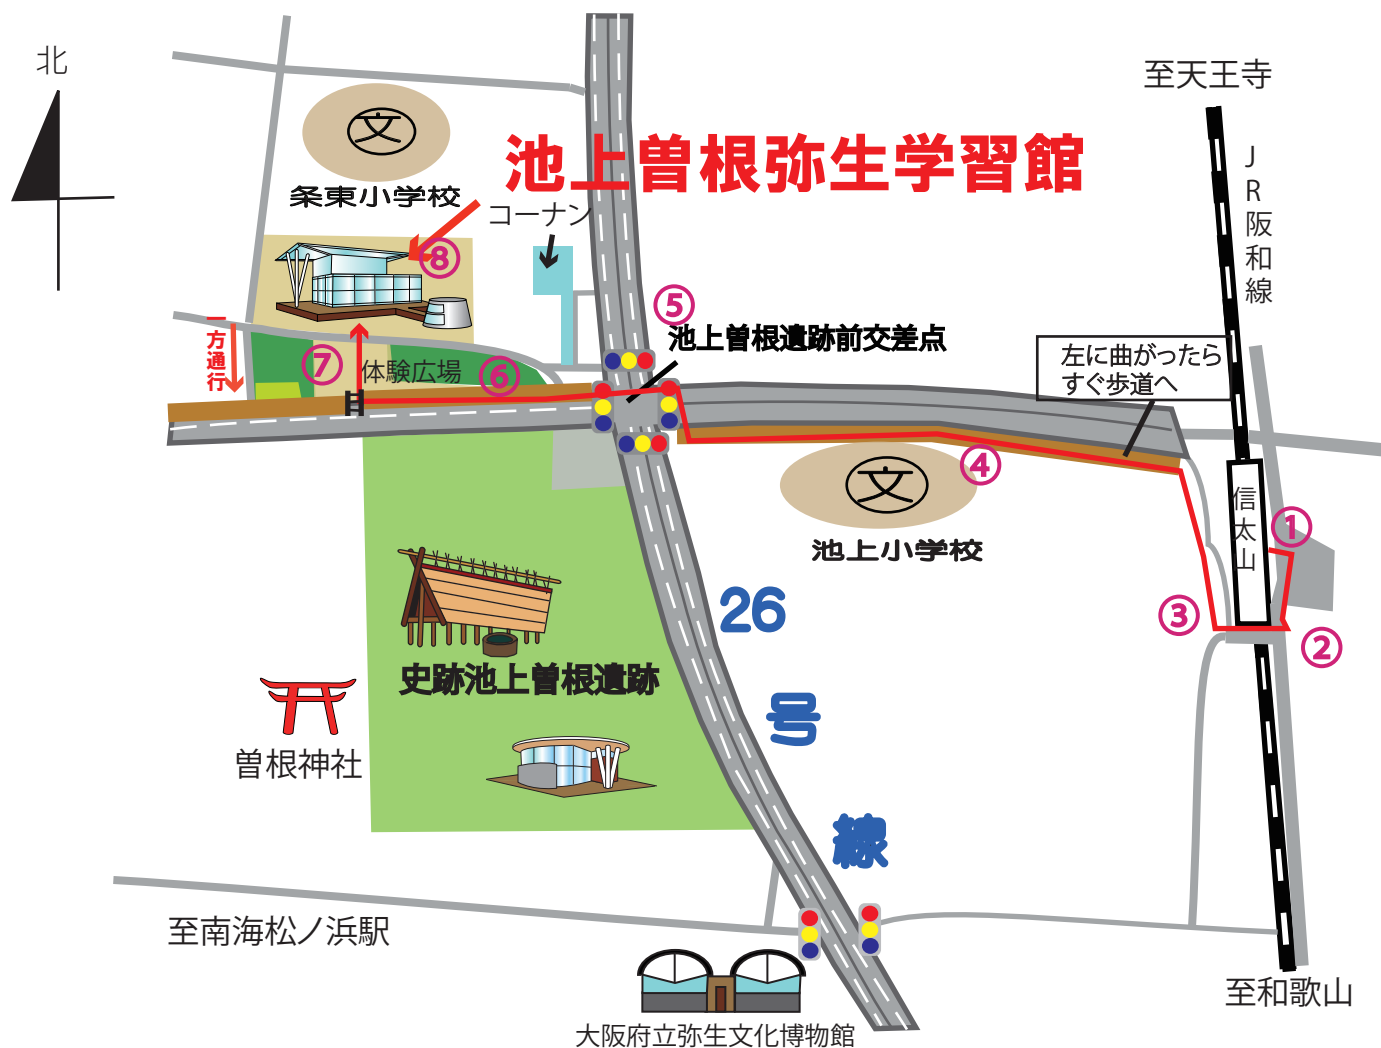 北
至天王寺
文
池上曽根弥生学習館
JR阪和線
条東小学校
コーナン
⑧
⑤
一方通行
池上曽根遺跡前交差点
左に曲がったら
すぐ歩道へ
⑦
体験広場
⑥
④
文
信太山
①
池上小学校
26号線
③
②
史跡池上曽根遺跡
曽根神社
至南海松ノ浜駅
至和歌山
大阪府立弥生文化博物館